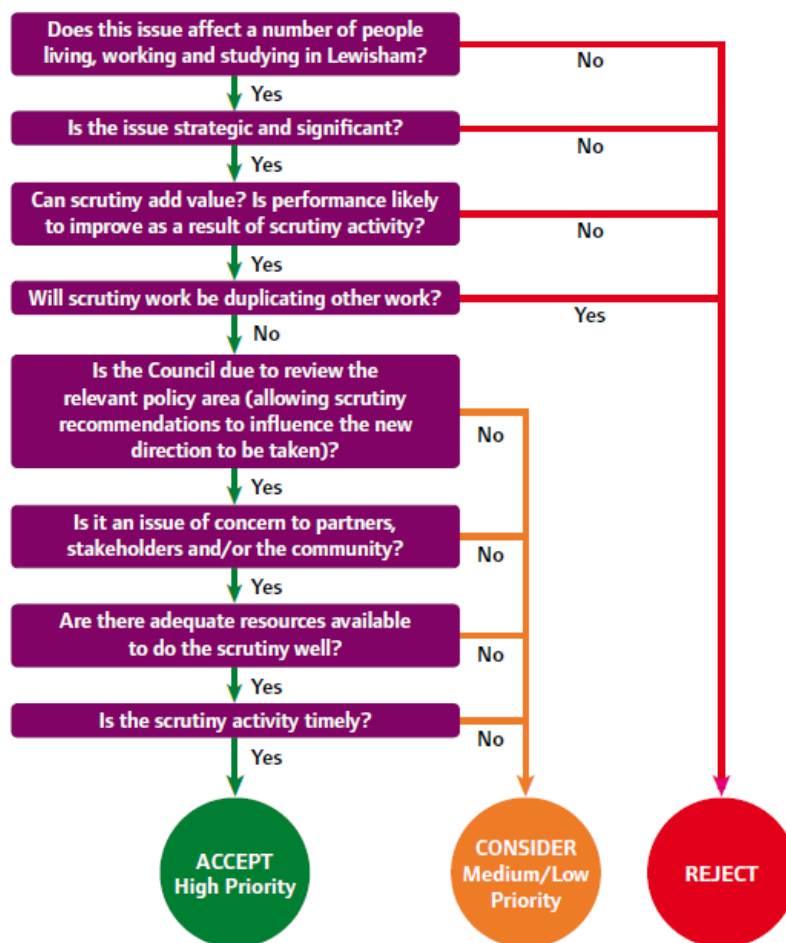 Does this issue affect a number of people
living, working and studying in Lewisham?
No
Yes
Is the issue strategic and significant?
No
Yes
Can scrutiny add value? Is performance likely
to improve as a result of scrutiny activity?
No
Yes
Will scrutiny work be duplicating other work?
Yes
No
Is the Council due to review the
relevant policy area (allowing scrutiny
recommendations to influence the new
direction to be taken)?
No
Yes
Is it an issue of concern to partners,
stakeholders and/or the community?
No
Yes
Are there adequate resources available
to do the scrutiny well?
No
Yes
Is the scrutiny activity timely?
No
Yes
ACCEPT
High Priority
CONSIDER
Medium/Low
Priority
REJECT